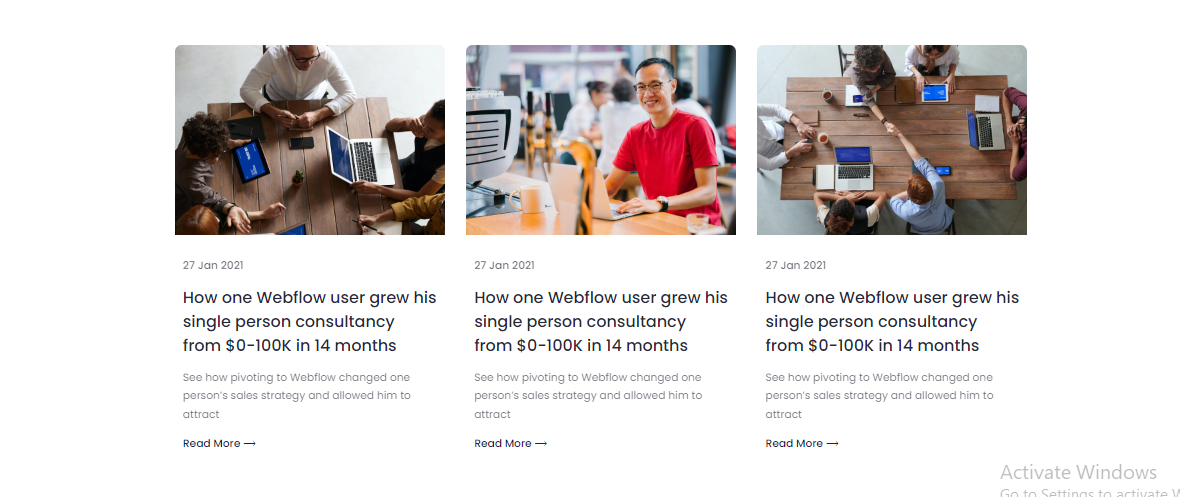 27 Jan 2021
How one Webflow user grew his
single person consultancy
from $0-100K in 14 months
See how pivoting to Webflow changed one
person's sales strategy and allowed him to
attract
Read More ⟶
27 Jan 2021
How one Webflow user grew his
single person consultancy
from $0-100K in 14 months
See how pivoting to Webflow changed one
person's sales strategy and allowed him to
attract
Read More ⟶
27 Jan 2021
How one Webflow user grew his
single person consultancy
from $0-100K in 14 months
See how pivoting to Webflow changed one
person's sales strategy and allowed him to
attract
Read More ⟶
Activate Windows
Go to Settings to activate W